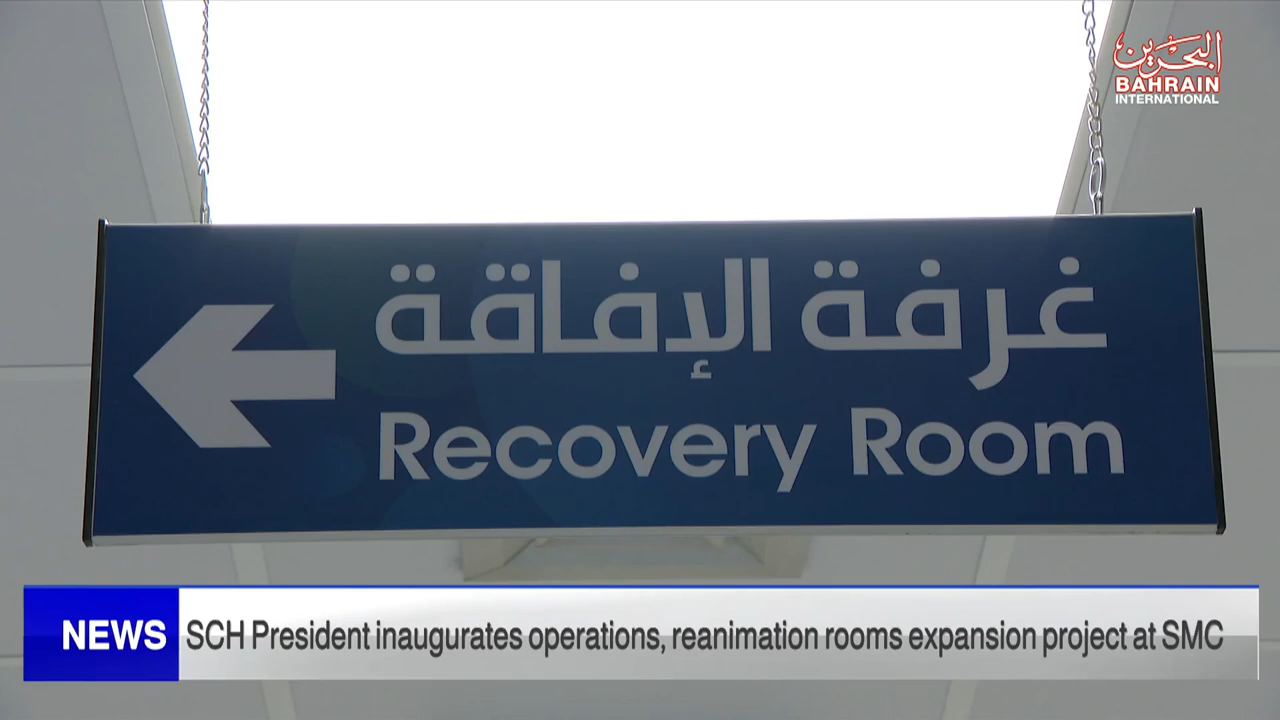 البحرين
BAHRAIN
INTERNATIONAL
غرفة الإفاقة
Recovery Room
NEWS
SCH President inaugurates operations, reanimation rooms expansion project at SMC